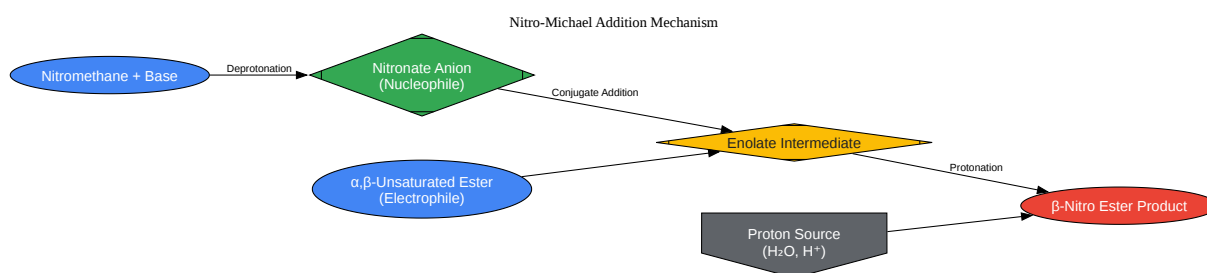 Nitro-Michael Addition Mechanism
Nitromethane + Base
Deprotonation
Nitronate Anion
(Nucleophile)
Conjugate Addition
α,β-Unsaturated Ester
(Electrophile)
Enolate Intermediate
Protonation
Proton Source
(H₂O, H⁺)
β-Nitro Ester Product